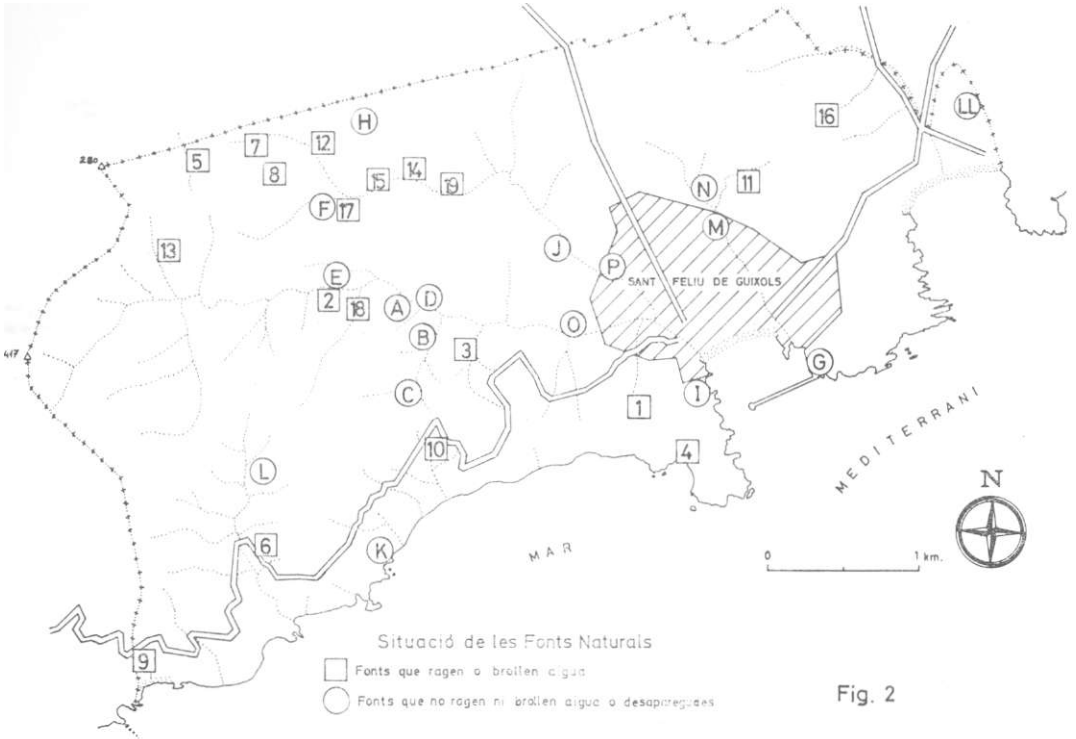 H
LL
16
12
7
5
280
8
14
15
19
11
N
F
17
M
13
J
P
SANT FELIU DE GUIXOLS
E
2
18
A
D
O
B
3
417
G
C
I
1
10
4
MEDITERRANI
L
N
6
K
MAR
0 1 km.
Situació de les Fonts Naturals
9
Fonts que ragen o brollen aigua
Fonts que no ragen ni brollen aigua o desaparegudes
Fig. 2